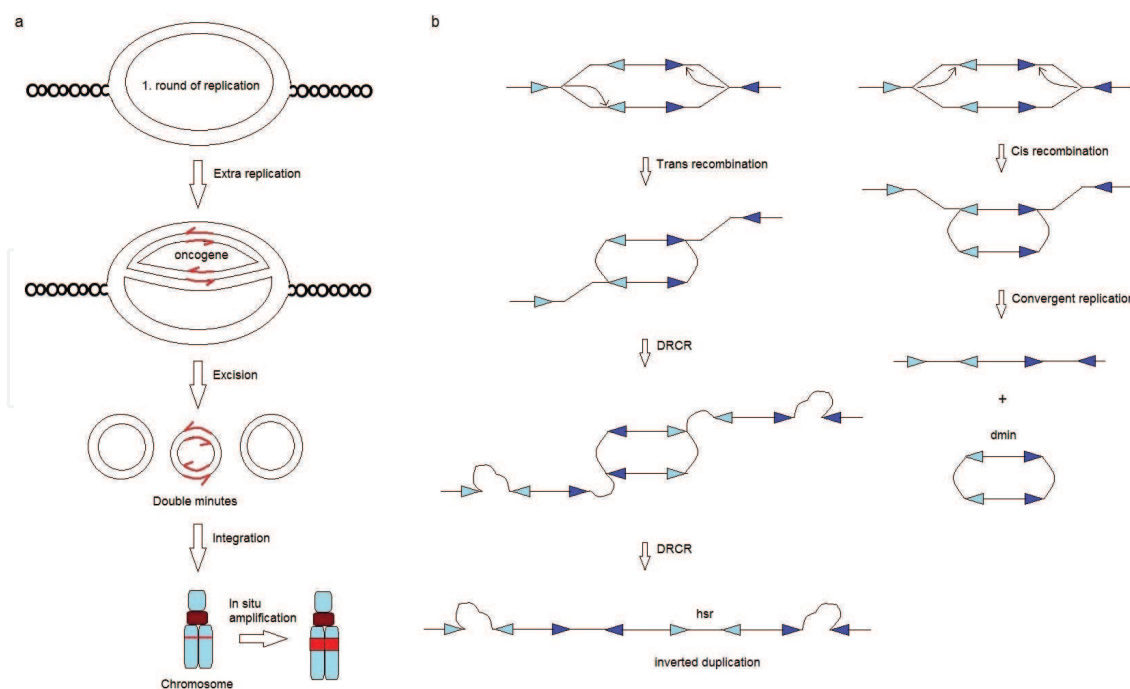 a
1. round of replication
Extra replication
oncogene
Excision
Double minutes
Integration
In situ
amplification
Chromosome
b
Trans recombination
DRCR
DRCR
hsr
inverted duplication
Cis recombination
Convergent replication
+
dmin